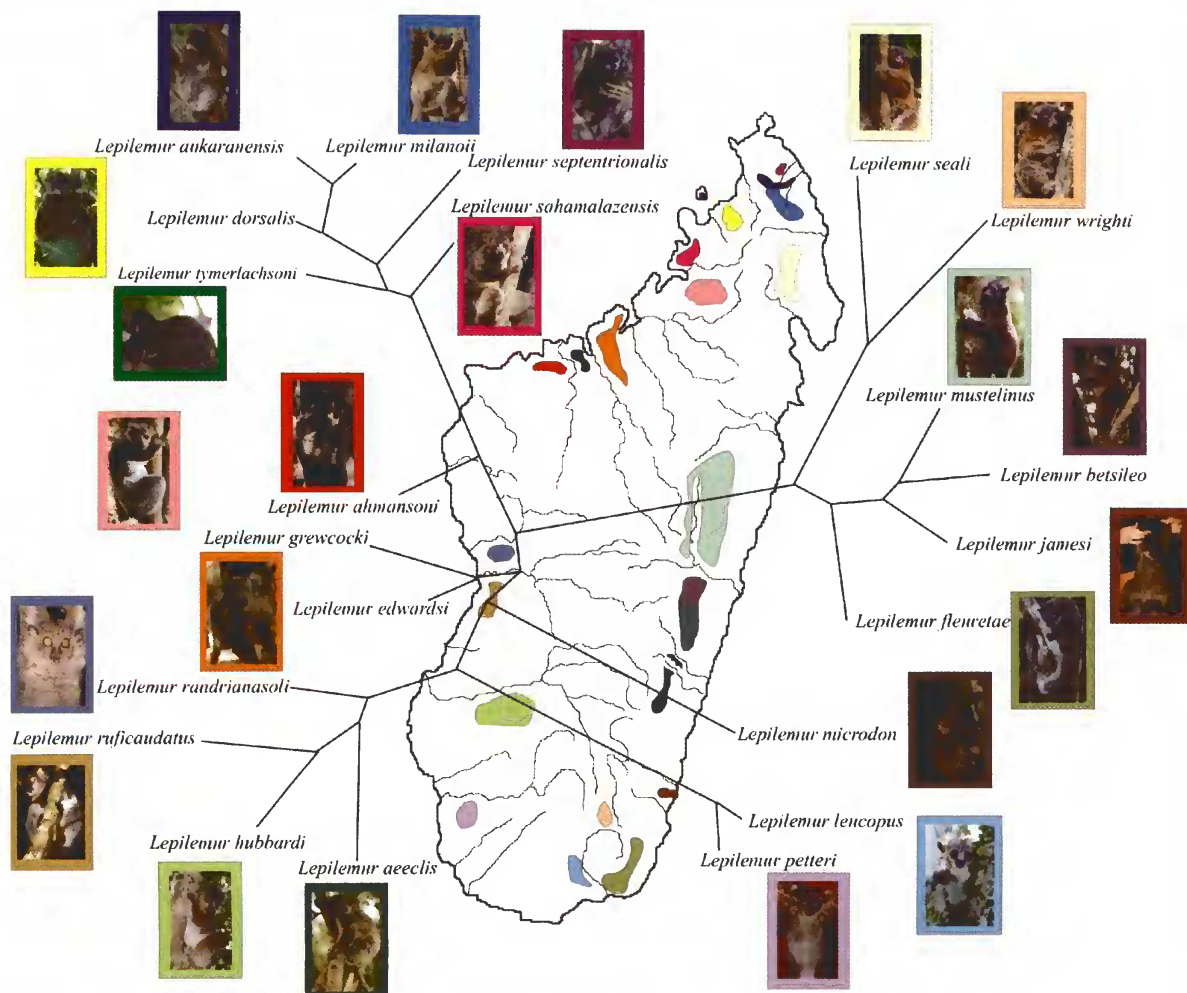 Lepilemur ankaranensis
Lepilemur milanoii
Lepilemur septentrionalis
Lepilemur seali
Lepilemur wrighti
Lepilemur sahamalazensis
Lepilemur dorsalis
Lepilemur tymerlachsoni
Lepilemur mustelinus
Lepilemur betsileo
Lepilemur ahmansoni
Lepilemur grewcocki
Lepilemur jamesi
Lepilemur edwardsi
Lepilemur fleuretae
Lepilemur randrianasoli
Lepilemur ruficaudatus
Lepilemur microdon
Lepilemur leucopus
Lepilemur hubbardi
Lepilemur aeeclis
Lepilemur petteri